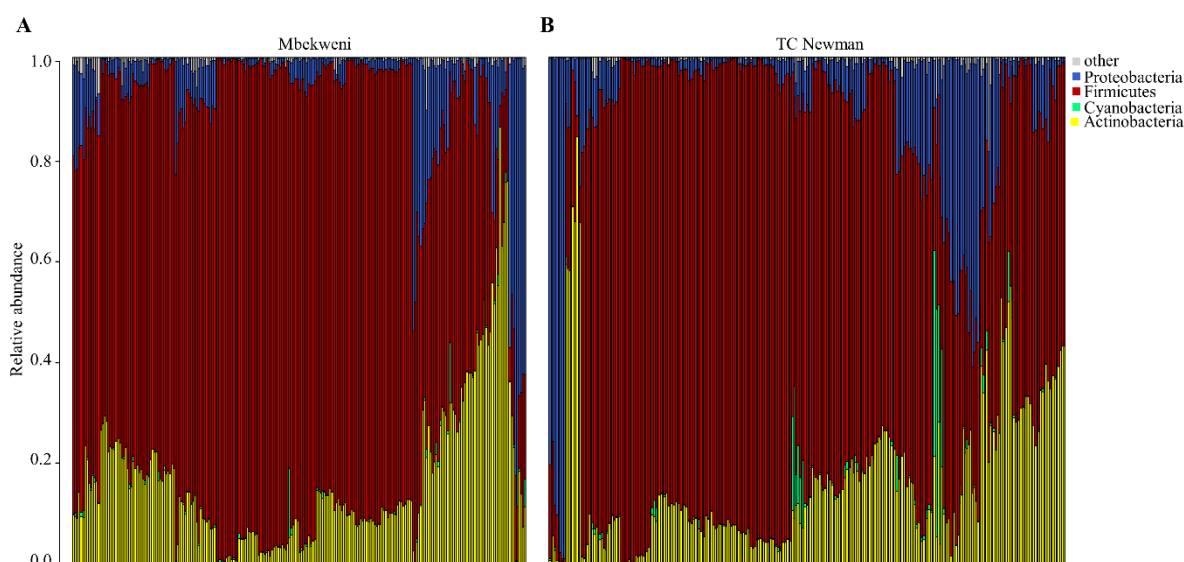 A
B
Mbekweni
TC Newman
other
Proteobacteria
Firmicutes
Cyanobacteria
Actinobacteria
Relative abundance
1.0
0.8
0.6
0.4
0.2
0.0